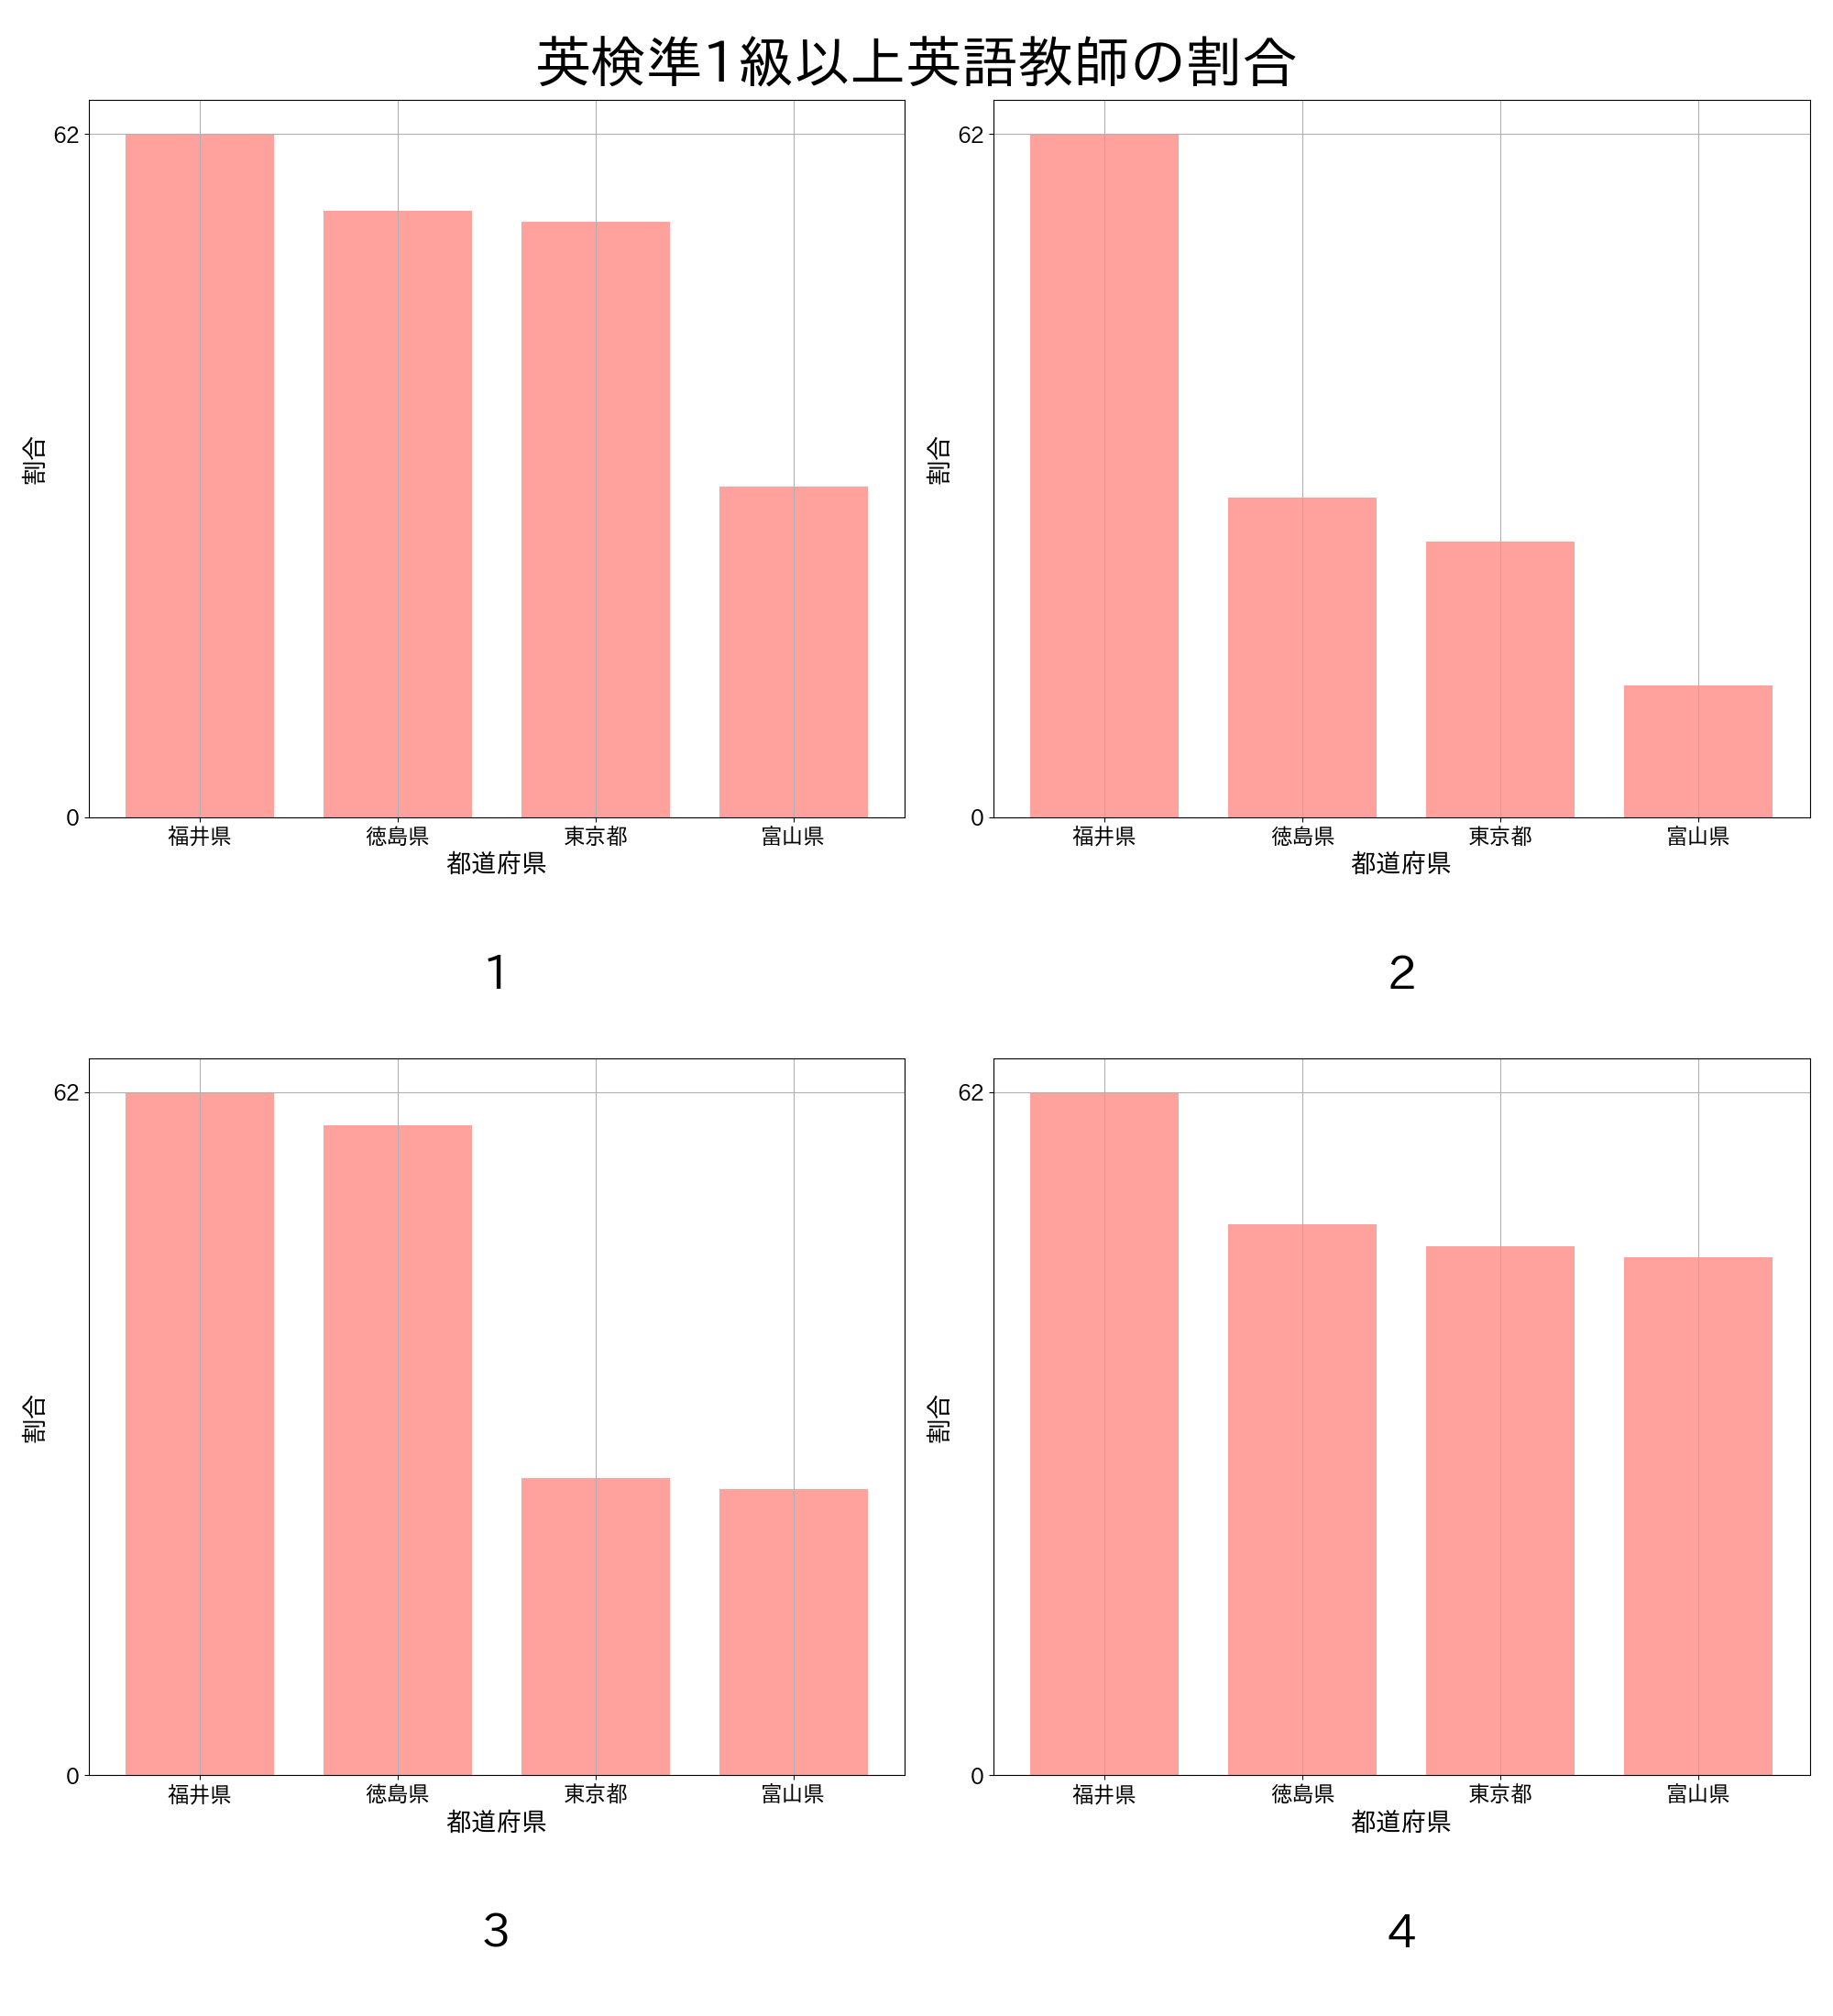 英検準1級以上英語教師の割合
62
0
割合
福井県 徳島県 東京都 富山県
都道府県
1
62
0
割合
福井県 徳島県 東京都 富山県
都道府県
2
62
0
割合
福井県 徳島県 東京都 富山県
都道府県
3
62
0
割合
福井県 徳島県 東京都 富山県
都道府県
4